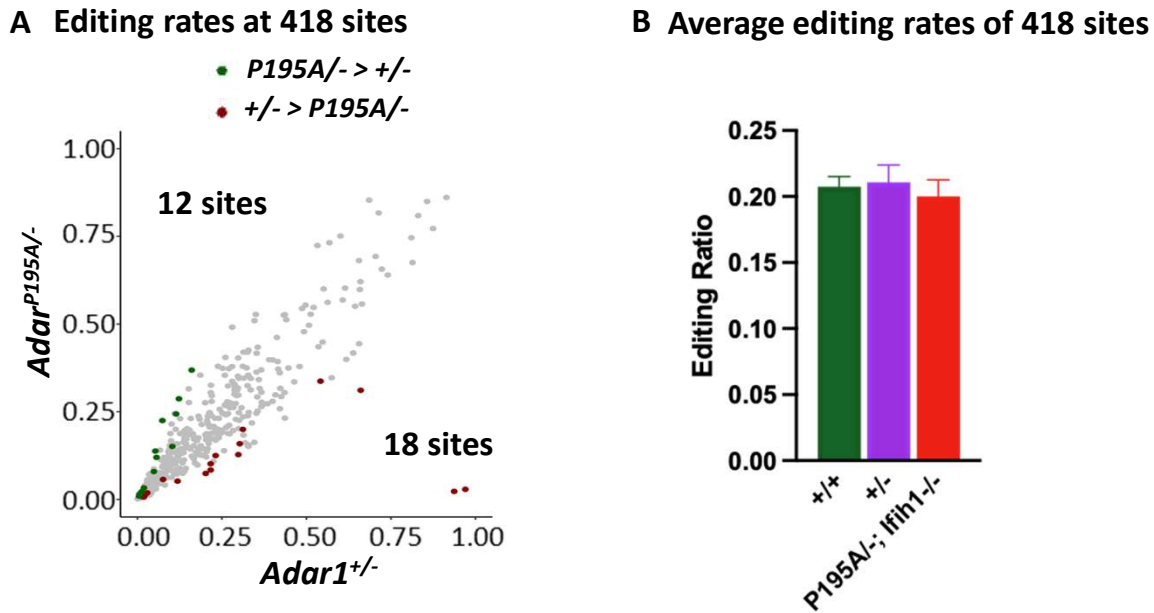 A Editing rates at 418 sites
P195A/- > +/-
+/- > P195A/-
1.00
0.75
0.50
0.25
0.00
12 sites
18 sites
AdarP195A/-
0.00 0.25 0.50 0.75 1.00
Adar1+/-
B Average editing rates of 418 sites
0.25
0.20
0.15
0.10
0.05
0.00
Editing Ratio
+/+
+/-
P195A/-; Ifih1-/-